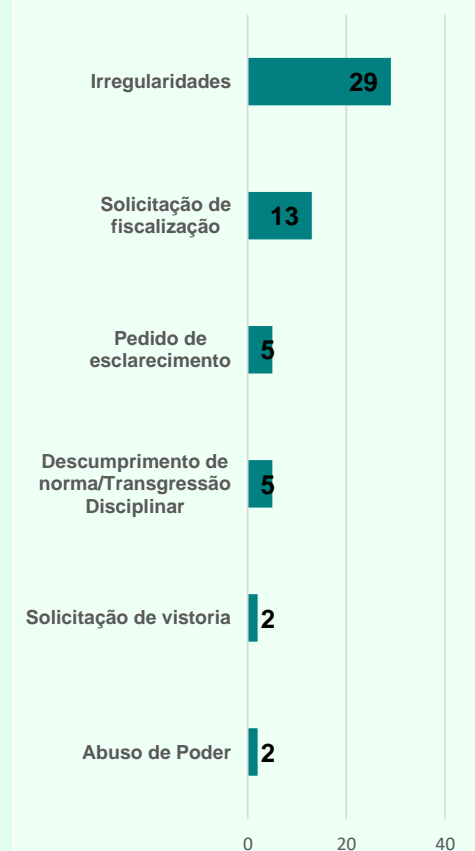 Irregularidades
29
Solicitação de
fiscalização
13
Pedido de
esclarecimento
5
Descumprimento de
norma/Transgressão
Disciplinar
5
Solicitação de vistoria
2
Abuso de Poder
2
0 20 40